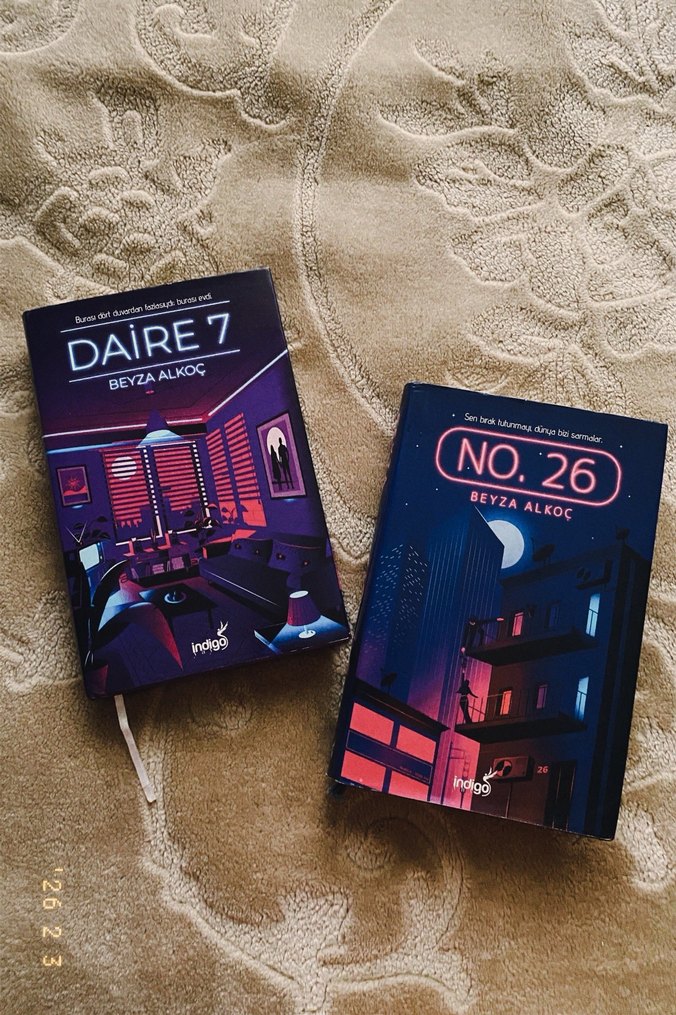 Burası dört duvardan fazlasıydı; burası evdi.
DAİRE 7
BEYZA ALKOÇ
indigo
Sen bırak tutunmayı, dünya bizi sarmalar.
NO. 26
BEYZA ALKOÇ
26
indigo
'26 2 3